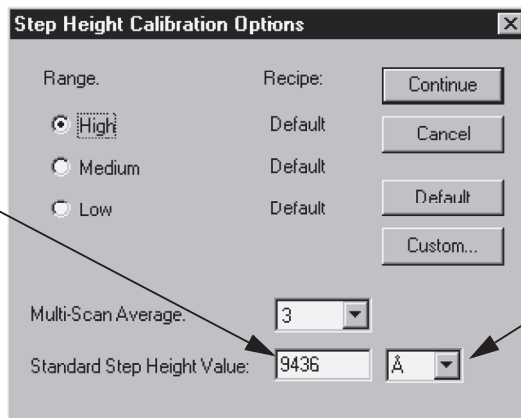 Step Height Calibration Options
Range. Recipe: Continue
High Default Cancel
Medium Default
Low Default Default
Custom...
Multi-Scan Average. 3
Standard Step Height Value: 9436 Å